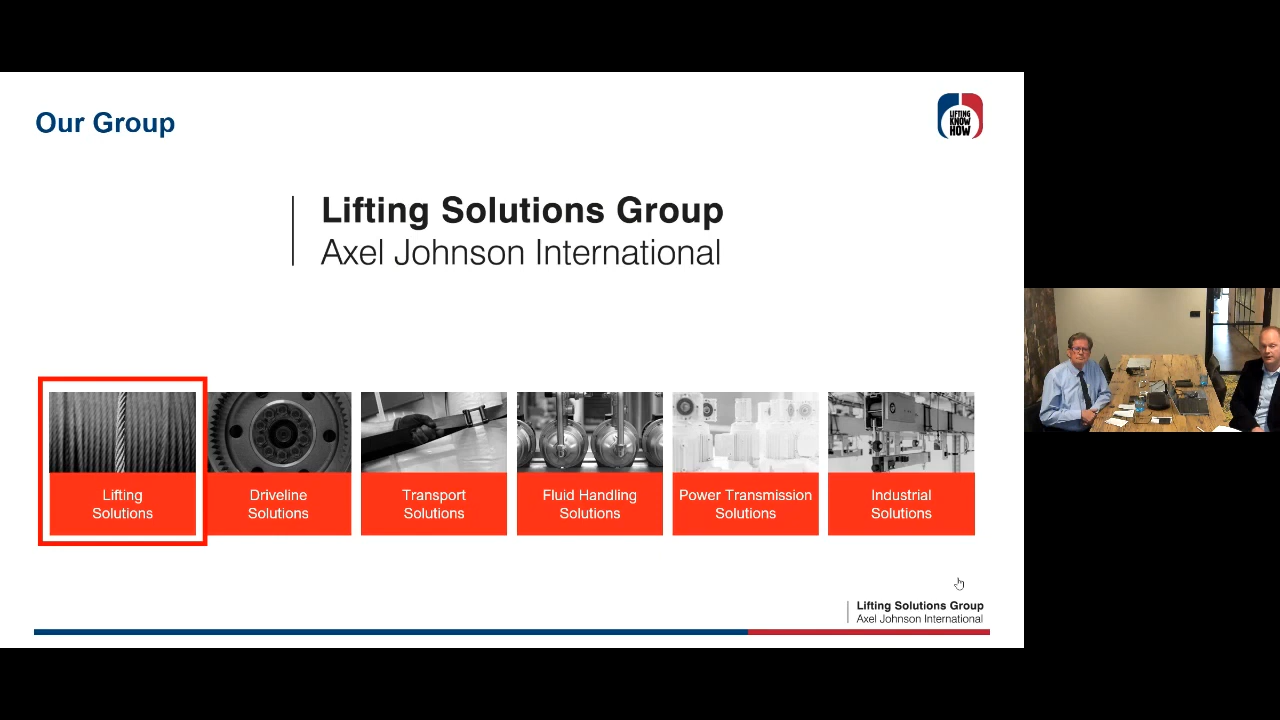 Our Group
LIFTING
KNOW
HOW
Lifting Solutions Group
Axel Johnson International
Lifting
Solutions
Driveline
Solutions
Transport
Solutions
Fluid Handling
Solutions
Power Transmission
Solutions
Industrial
Solutions
Lifting Solutions Group
Axel Johnson International